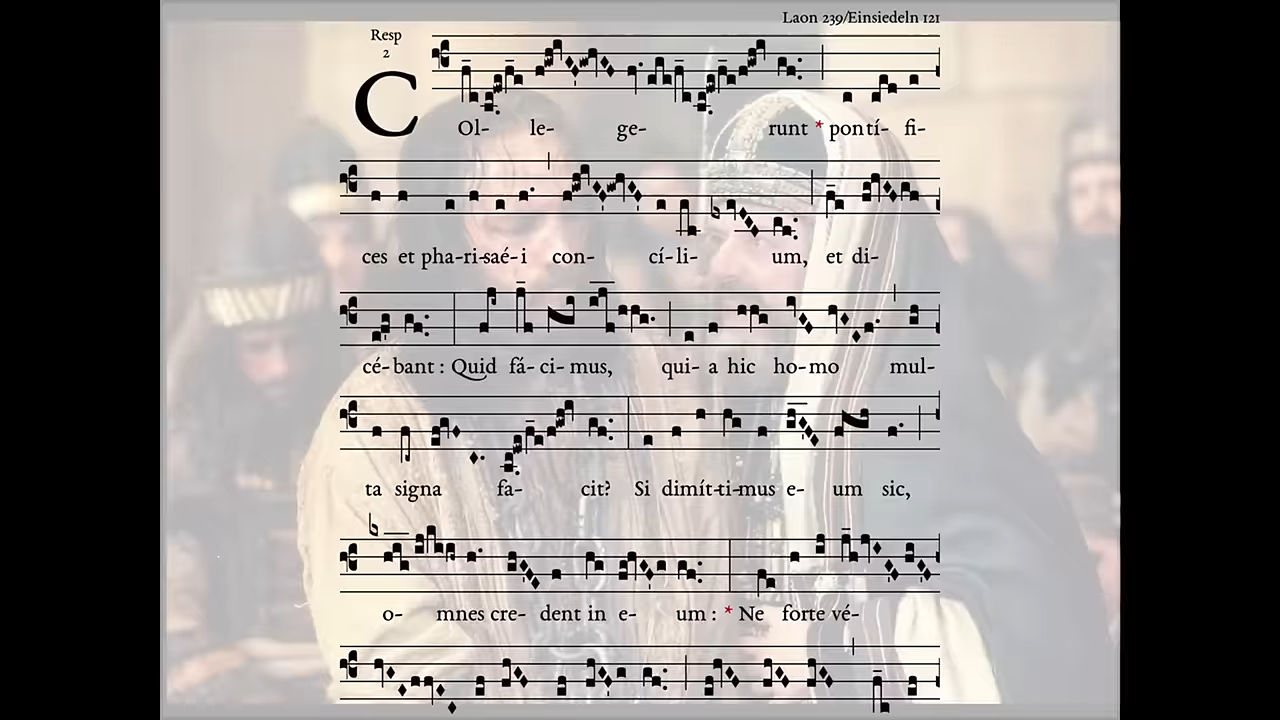 Laon 239/Einsiedeln 121
Resp
2
COl- le- ge- runt * pontí- fi-
ces et pha-ri-saé-i con- cí-li- um, et di-
cé-bant : Quid fá-ci-mus, qui-a hic ho-mo mul-
ta signa fa- cit? Si dimít-ti-mus e- um sic,
o- mnes cre- dent in e- um : * Ne forte vé-